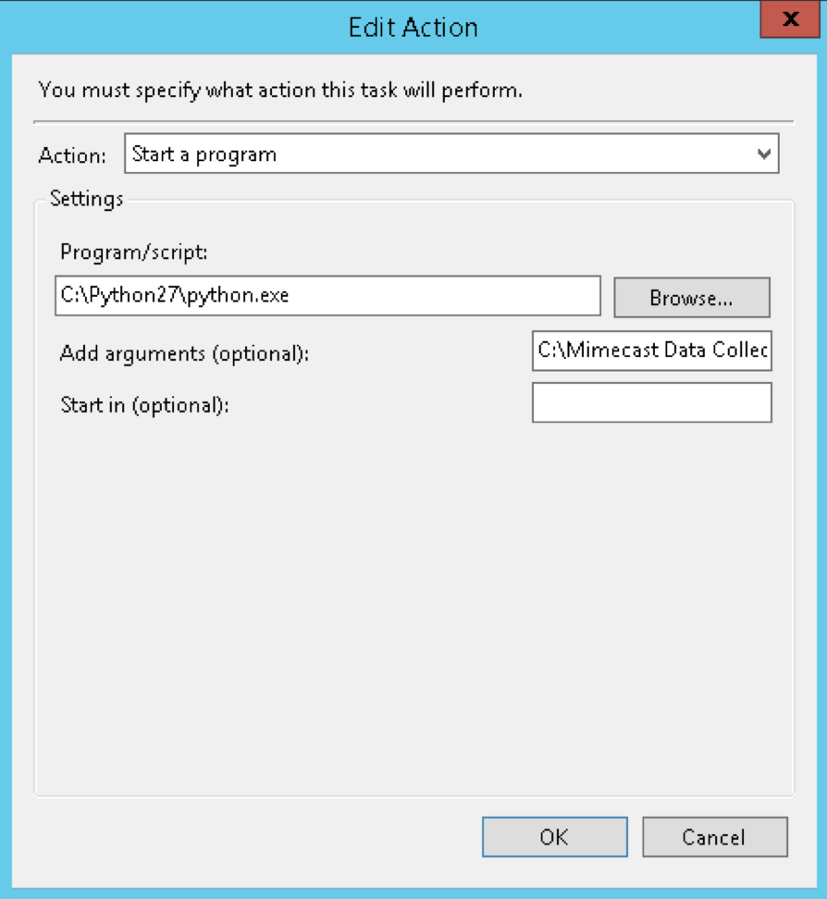 Edit Action
x
You must specify what action this task will perform.
Action: Start a program
Settings
Program/script:
C:\Python27\python.exe Browse...
Add arguments (optional): C:\Mimecast Data Collec
Start in (optional):
OK Cancel